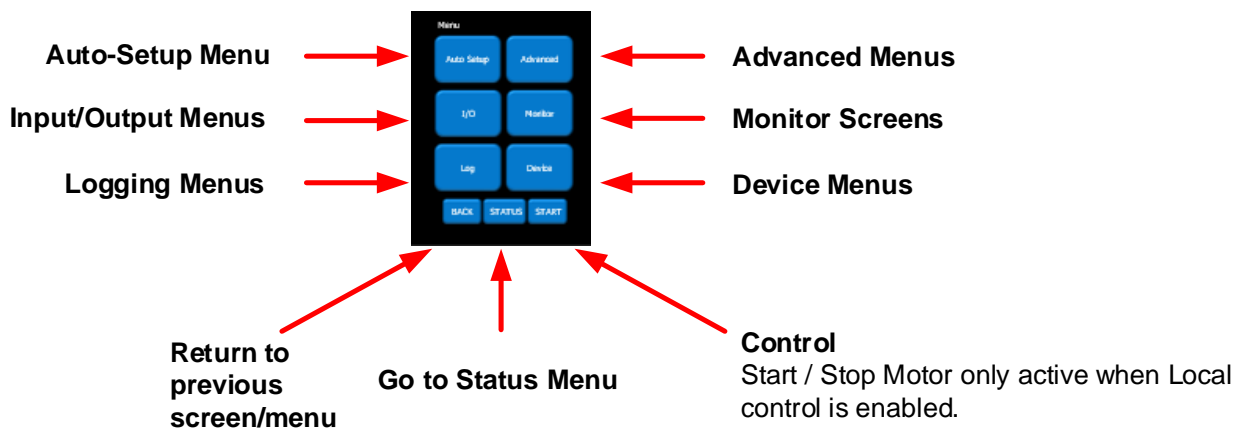 Menu
Auto-Setup Menu
Auto Setup
Advanced
Advanced Menus
Input/Output Menus
I/O
Monitor
Monitor Screens
Logging Menus
Log
Device
Device Menus
BACK
STATUS
START
Return to
previous
screen/menu
Go to Status Menu
Control
Start / Stop Motor only active when Local
control is enabled.